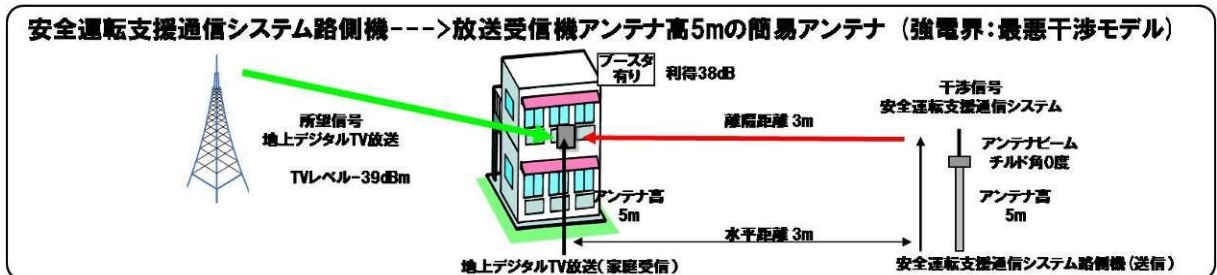 安全運転支援通信システム路側機--->放送受信機アンテナ高5mの簡易アンテナ (強電界:最悪干渉モデル)
ブースタ
有り
利得38dB
所望信号
地上デジタルTV放送
TVレベル-39dBm
離隔距離 3m
干渉信号
安全運転支援通信システム
アンテナビーム
チルド角0度
アンテナ高
5m
アンテナ高
5m
水平距離 3m
地上デジタルTV放送(家庭受信)
安全運転支援通信システム路側機(送信)